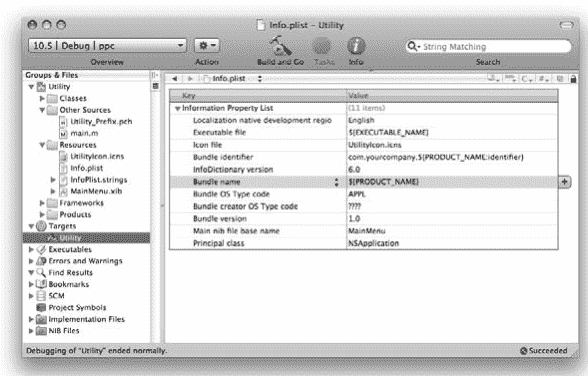 Info.plist - Utility
10.5 | Debug | ppc
String Matching
Overview
Action
Build and Go
Tasks
Info
Search
Groups & Files
Info.plist
Utility
Classes
Other Sources
Utility_Prefix.pch
main.m
Resources
UtilityIcon.icns
Info.plist
InfoPlist.strings
MainMenu.xib
Frameworks
Products
Targets
Utility
Executables
Errors and Warnings
Find Results
Bookmarks
SCM
Project Symbols
Implementation Files
NIB Files
Key Value
Information Property List (11 items)
Localization native development regio English
Executable file ${EXECUTABLE_NAME}
Icon file UtilityIcon.icns
Bundle identifier com.yourcompany.${PRODUCT_NAME:identifier}
InfoDictionary version 6.0
Bundle name ${PRODUCT_NAME}
Bundle OS Type code APPL
Bundle creator OS Type code ????
Bundle version 1.0
Main nib file base name MainMenu
Principal class NSApplication
Debugging of "Utility" ended normally.
Succeeded